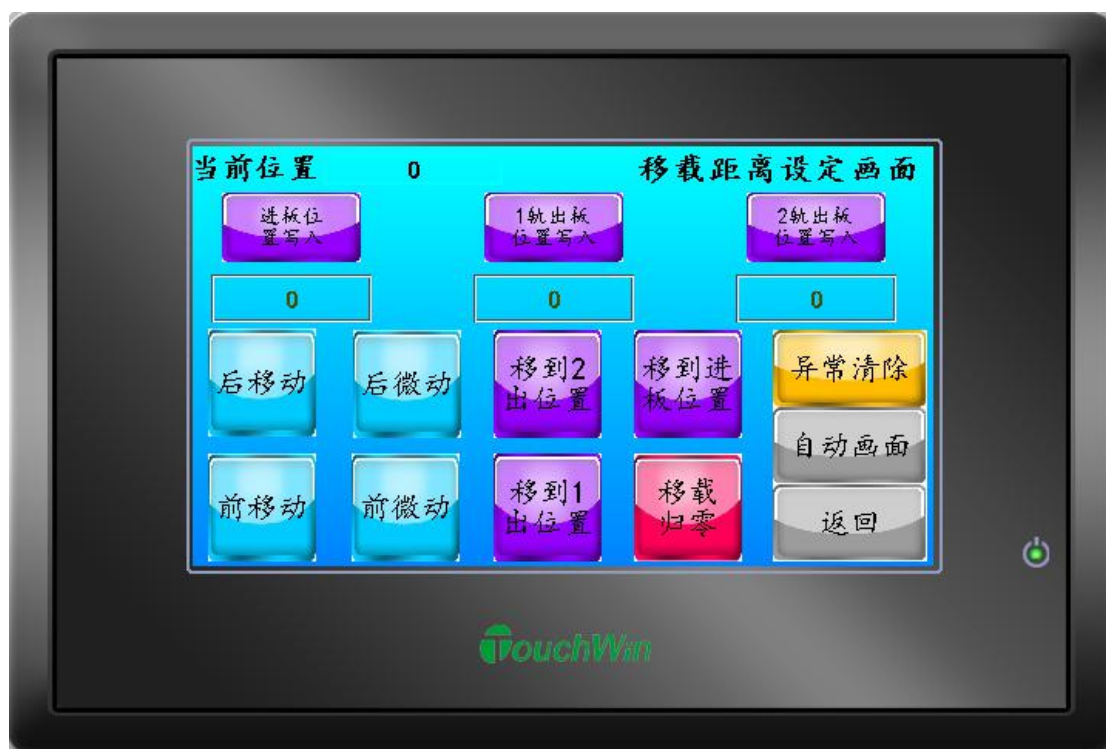 当前位置 0 移载距离设定画面
进板位 1轨出板 2轨出板
置写入 位置写入 位置写入
0 0 0
后移动 后微动 移到2 移到进 异常清除
出位置 板位置
自动画面
前移动 前微动 移到1 移载 返回
出位置 归零
TouchWin